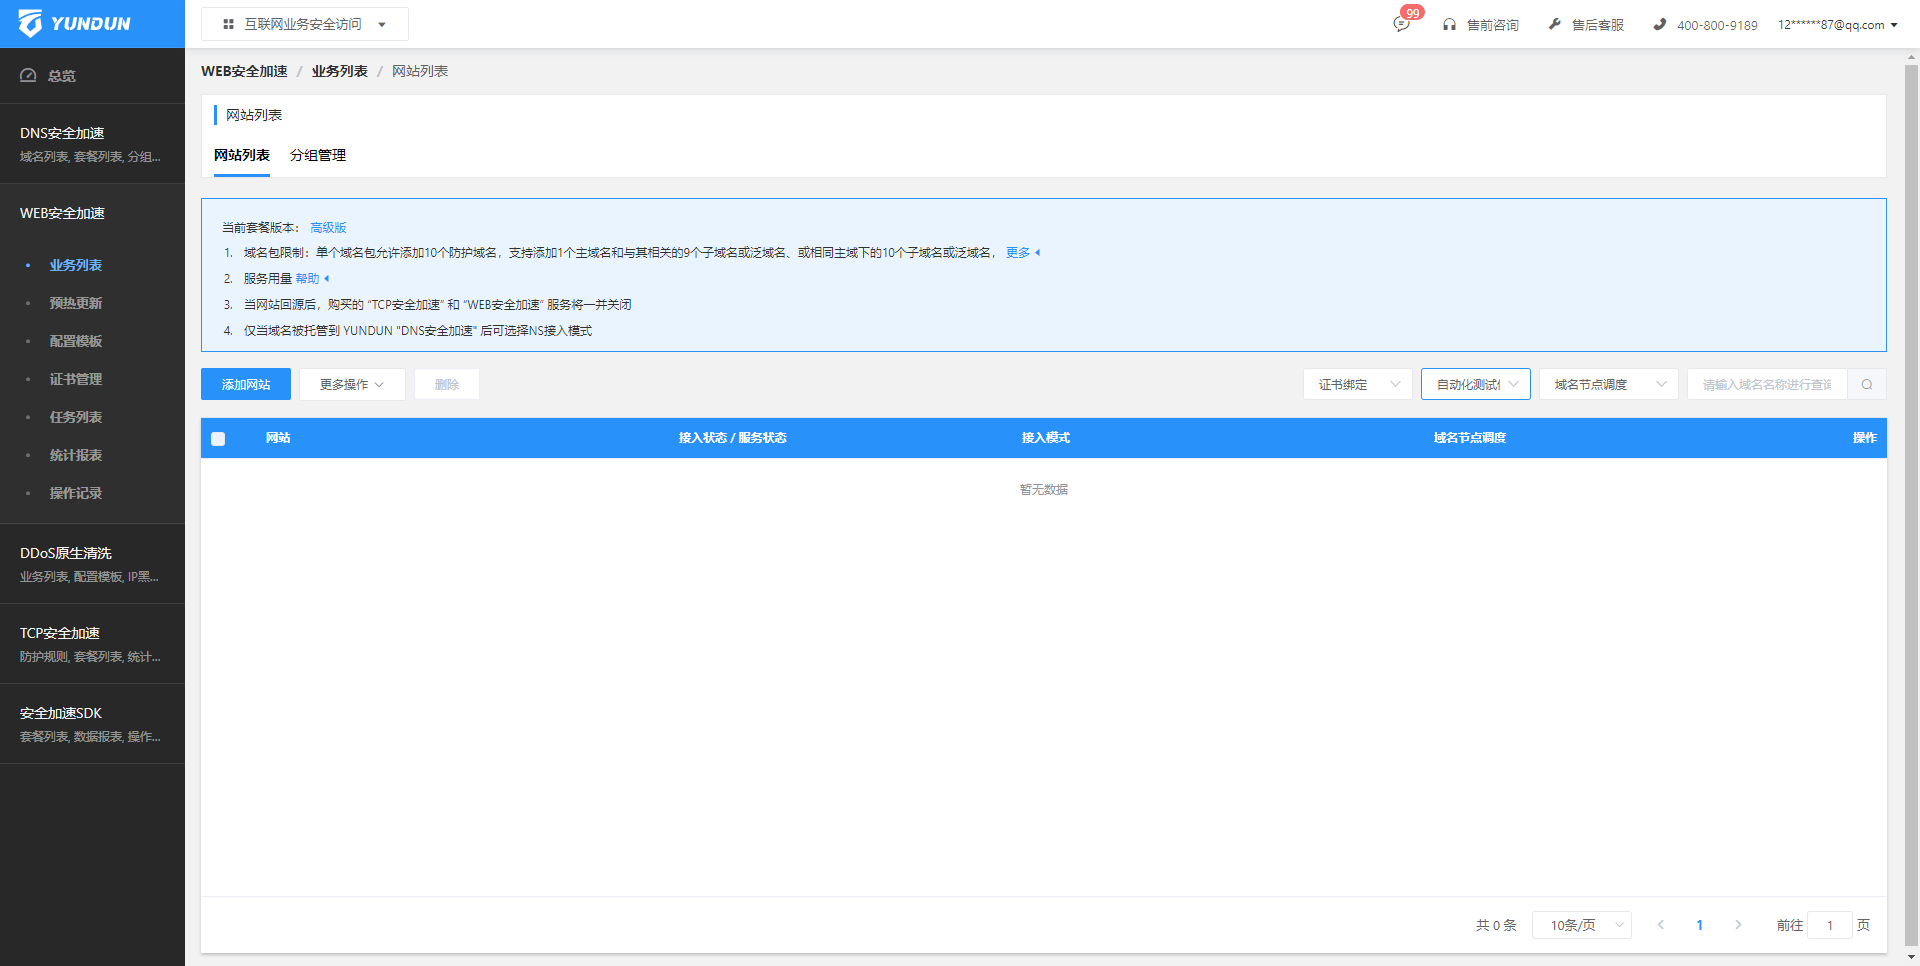 YUNDUN
互联网业务安全访问
99
售前咨询
售后客服
400-800-9189
12******87@qq.com
总览
DNS安全加速
域名列表, 套餐列表, 分组...
WEB安全加速
业务列表
预热更新
配置模板
证书管理
任务列表
统计报表
操作记录
DDoS原生清洗
业务列表, 配置模板, IP黑...
TCP安全加速
防护规则, 套餐列表, 统计...
安全加速SDK
套餐列表, 数据报表, 操作...
WEB安全加速 / 业务列表 / 网站列表
网站列表
网站列表 分组管理
当前套餐版本： 高级版
1. 域名包限制：单个域名包允许添加10个防护域名，支持添加1个主域名和与其相关的9个子域名或泛域名、或相同主域下的10个子域名或泛域名， 更多
2. 服务用量 帮助
3. 当网站回源后，购买的 “TCP安全加速” 和 “WEB安全加速” 服务将一并关闭
4. 仅当域名被托管到 YUNDUN "DNS安全加速" 后可选择NS接入模式
添加网站 更多操作 删除 证书绑定 自动化测试 域名节点调度 请输入域名名称进行查询
网站 接入状态 / 服务状态 接入模式 域名节点调度 操作
暂无数据
共 0 条 10条/页 1 前往 1 页